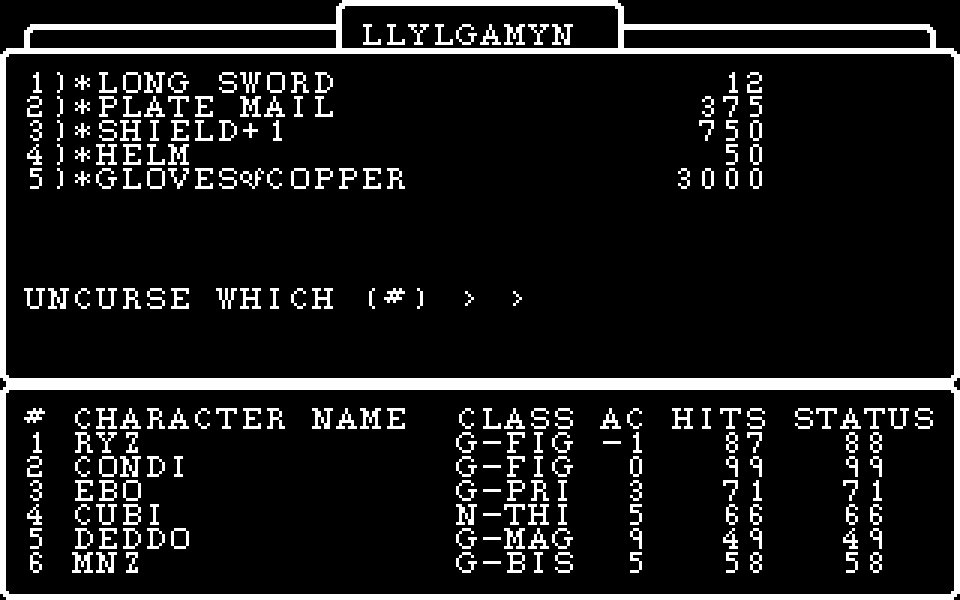 LLYLGAMYN
1)*LONG SWORD 12
2)*PLATE MAIL 375
3)*SHIELD+1 750
4)*HELM 50
5)*GLOVES OF COPPER 3000
UNCURSE WHICH (#) > >
# CHARACTER NAME CLASS AC HITS STATUS
1 RYZ G-FIG -1 87 88
2 CONDI G-FIG 0 99 99
3 EBO G-PRI 3 71 71
4 CUBI N-THI 5 66 66
5 DEDDO G-MAG 9 49 49
6 MNZ G-BIS 5 58 58